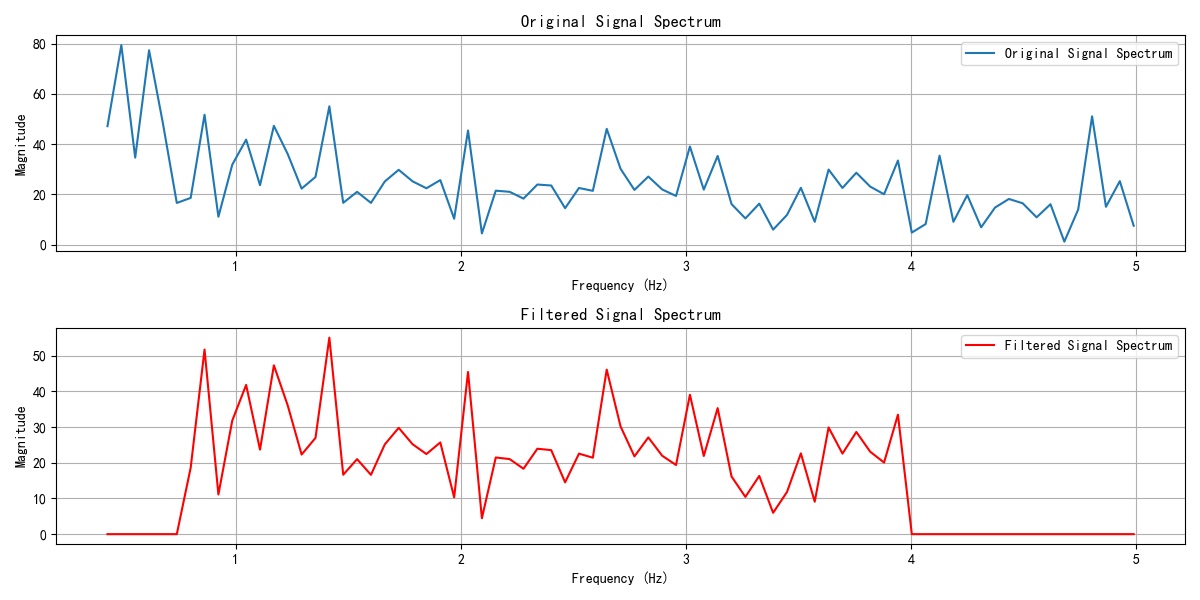 Original Signal Spectrum
Original Signal Spectrum
Magnitude
80
60
40
20
0
1 2 3 4 5
Frequency (Hz)
Filtered Signal Spectrum
Filtered Signal Spectrum
Magnitude
50
40
30
20
10
0
1 2 3 4 5
Frequency (Hz)